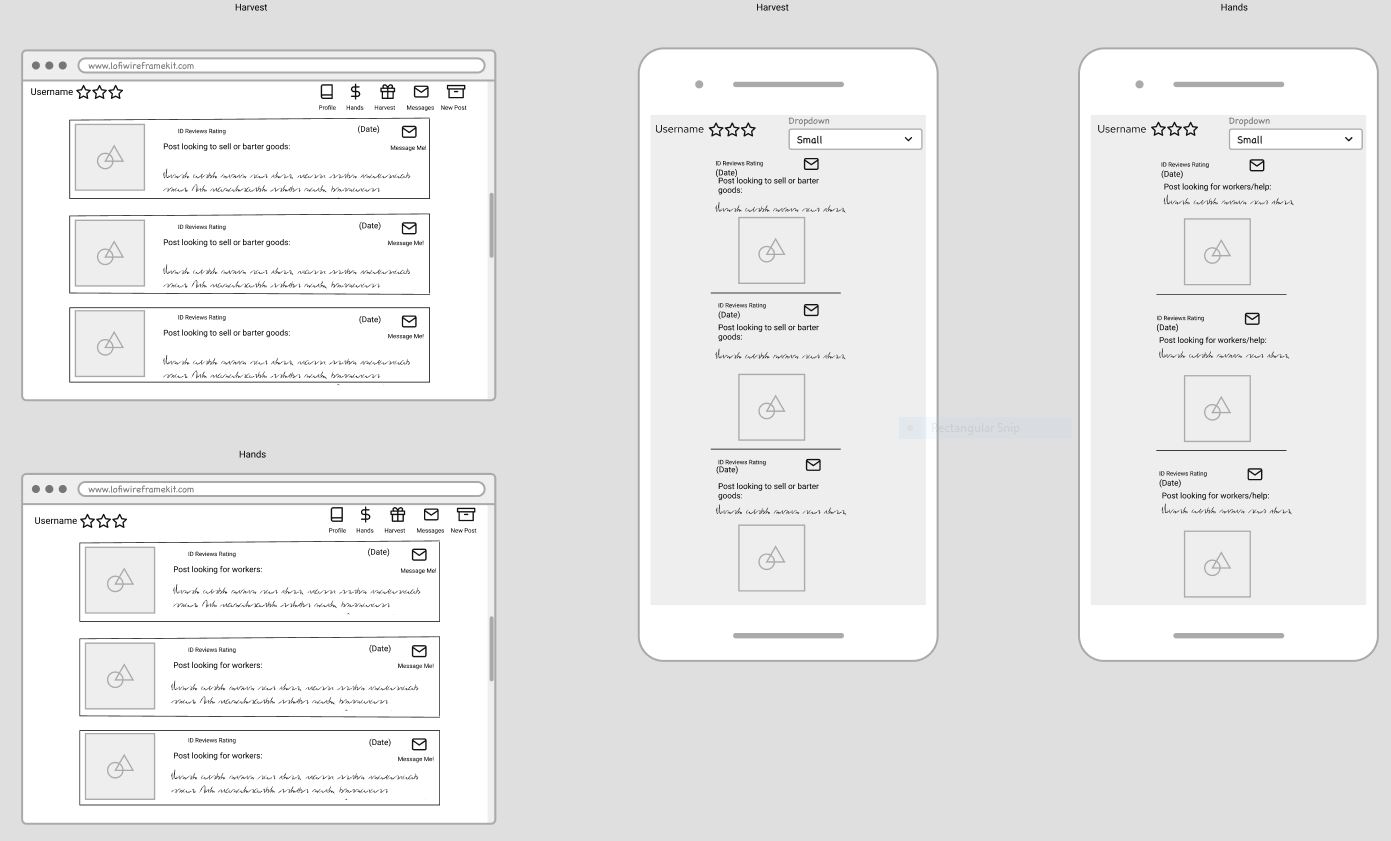 Harvest
www.lofiwireframekit.com
Username
Profile Hands Harvest Messages New Post
ID Reviews Rating (Date)
Post looking to sell or barter goods: Message Me!
ID Reviews Rating (Date)
Post looking to sell or barter goods: Message Me!
ID Reviews Rating (Date)
Post looking to sell or barter goods: Message Me!
Hands
www.lofiwireframekit.com
Username
Profile Hands Harvest Messages New Post
ID Reviews Rating (Date)
Post looking for workers: Message Me!
ID Reviews Rating (Date)
Post looking for workers: Message Me!
ID Reviews Rating (Date)
Post looking for workers: Message Me!
Harvest
Dropdown
Username Small
ID Reviews Rating
(Date)
Post looking to sell or barter
goods:
ID Reviews Rating
(Date)
Post looking to sell or barter
goods:
ID Reviews Rating
(Date)
Post looking to sell or barter
goods:
Rectangular Snip
Hands
Username Small
ID Reviews Rating
(Date)
Post looking for workers/help:
ID Reviews Rating
(Date)
Post looking for workers/help:
ID Reviews Rating
(Date)
Post looking for workers/help: